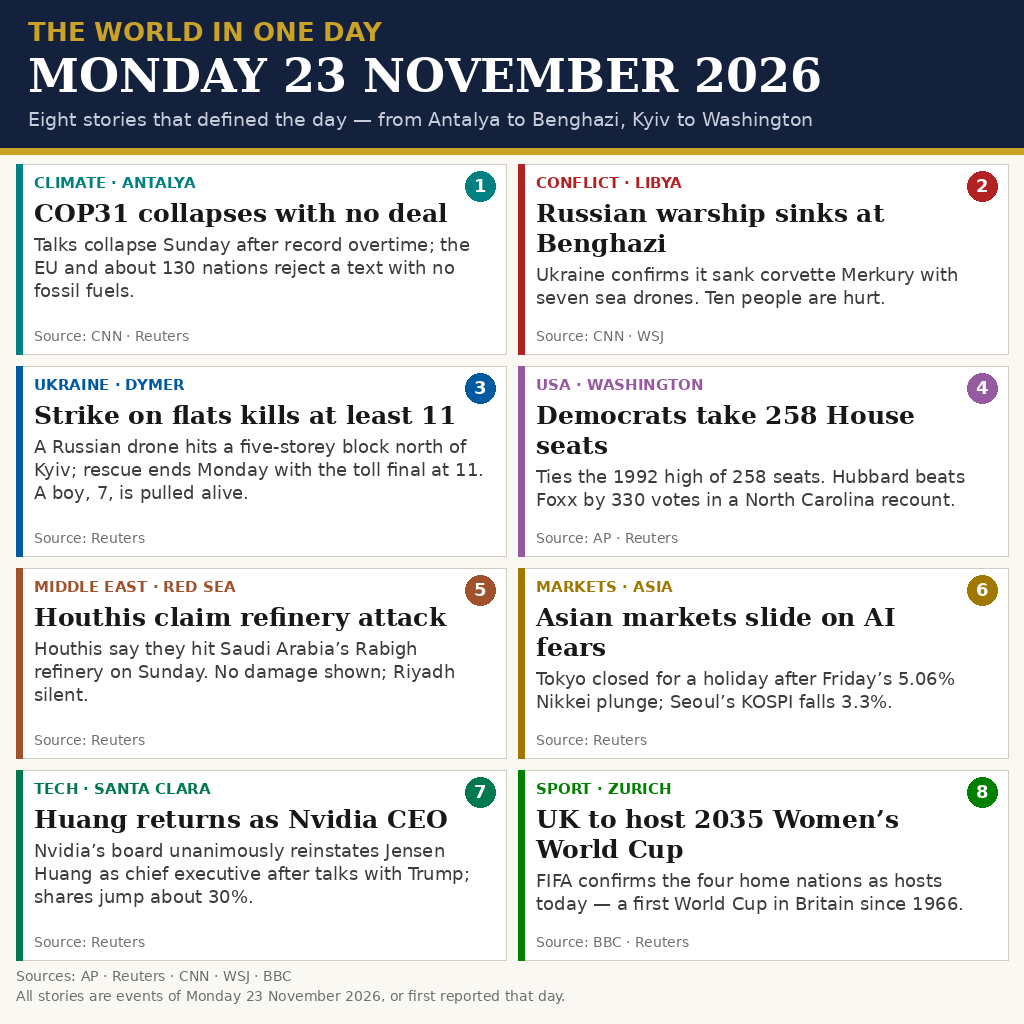 THE WORLD IN ONE DAY
MONDAY 23 NOVEMBER 2026
Eight stories that defined the day — from Antalya to Benghazi, Kyiv to Washington
CLIMATE · ANTALYA
1
COP31 collapses with no deal
Talks collapse Sunday after record overtime; the
EU and about 130 nations reject a text with no
fossil fuels.
Source: CNN · Reuters
CONFLICT · LIBYA
2
Russian warship sinks at
Benghazi
Ukraine confirms it sank corvette Merkury with
seven sea drones. Ten people are hurt.
Source: CNN · WSJ
UKRAINE · DYMER
3
Strike on flats kills at least 11
A Russian drone hits a five-storey block north of
Kyiv; rescue ends Monday with the toll final at 11.
A boy, 7, is pulled alive.
Source: Reuters
USA · WASHINGTON
4
Democrats take 258 House
seats
Ties the 1992 high of 258 seats. Hubbard beats
Foxx by 330 votes in a North Carolina recount.
Source: AP · Reuters
MIDDLE EAST · RED SEA
5
Houthis claim refinery attack
Houthis say they hit Saudi Arabia’s Rabigh
refinery on Sunday. No damage shown; Riyadh
silent.
Source: Reuters
MARKETS · ASIA
6
Asian markets slide on AI
fears
Tokyo closed for a holiday after Friday’s 5.06%
Nikkei plunge; Seoul’s KOSPI falls 3.3%.
Source: Reuters
TECH · SANTA CLARA
7
Huang returns as Nvidia CEO
Nvidia’s board unanimously reinstates Jensen
Huang as chief executive after talks with Trump;
shares jump about 30%.
Source: Reuters
SPORT · ZURICH
8
UK to host 2035 Women’s
World Cup
FIFA confirms the four home nations as hosts
today — a first World Cup in Britain since 1966.
Source: BBC · Reuters
Sources: AP · Reuters · CNN · WSJ · BBC
All stories are events of Monday 23 November 2026, or first reported that day.